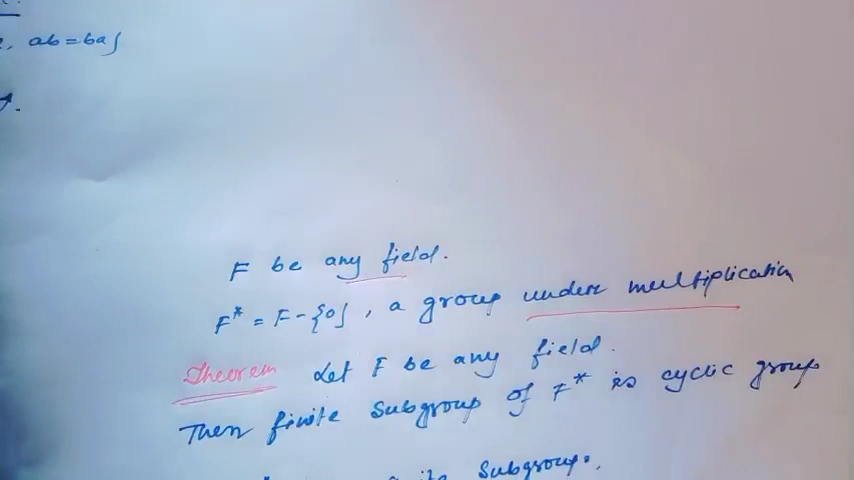 ab=ba}
F be any field.
F* = F-{0}, a group under multiplication
Theorem Let F be any field.
Then finite subgroup of F* is cyclic group
Subgroup.